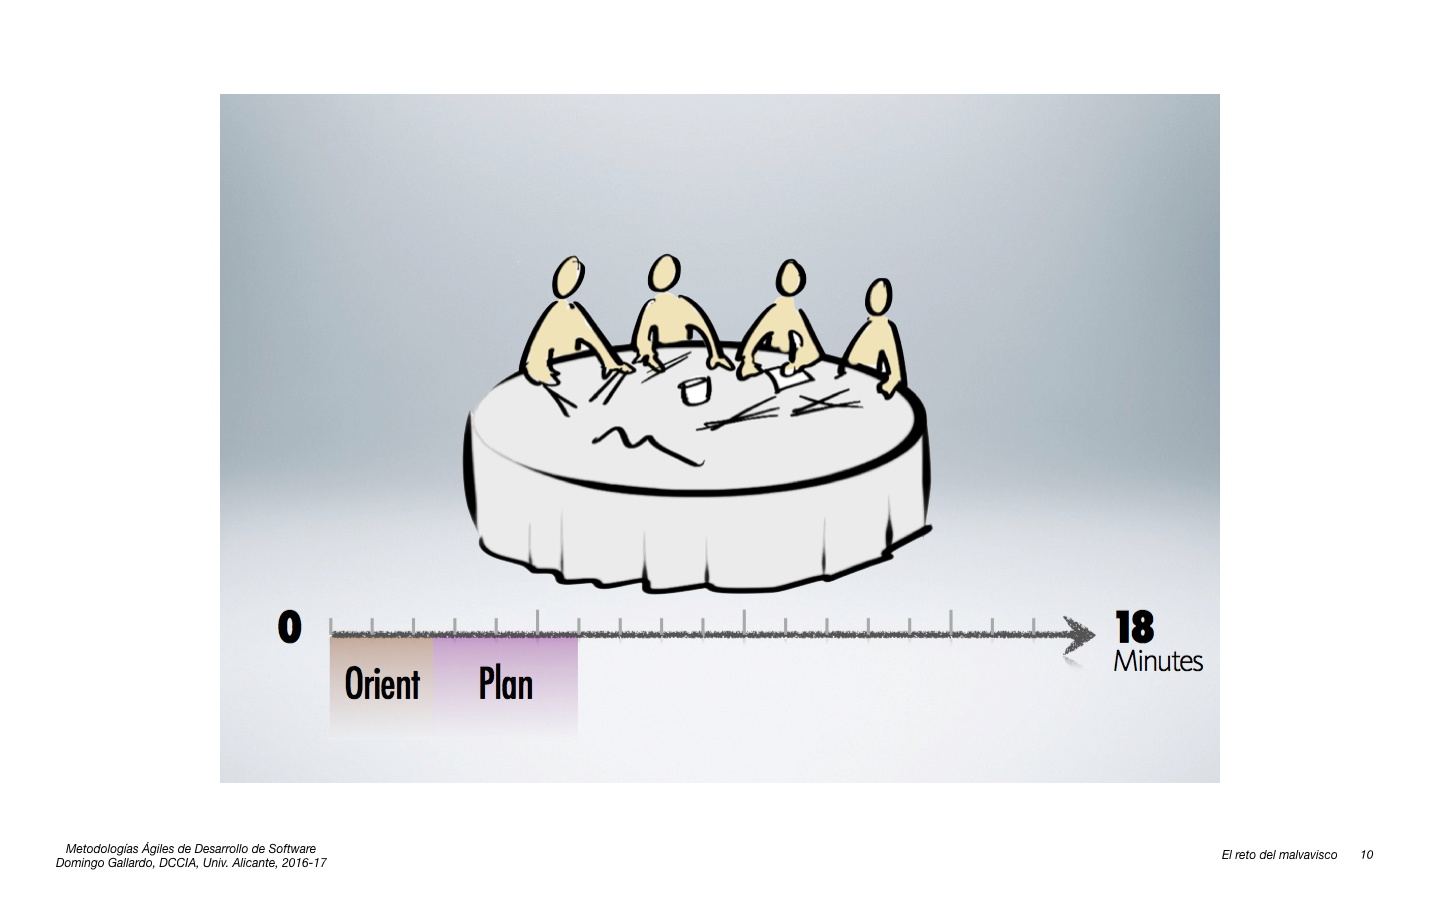 0
18
Minutes
Orient
Plan
Metodologías Ágiles de Desarrollo de Software
Domingo Gallardo, DCCIA, Univ. Alicante, 2016-17
El reto del malvavisco 10